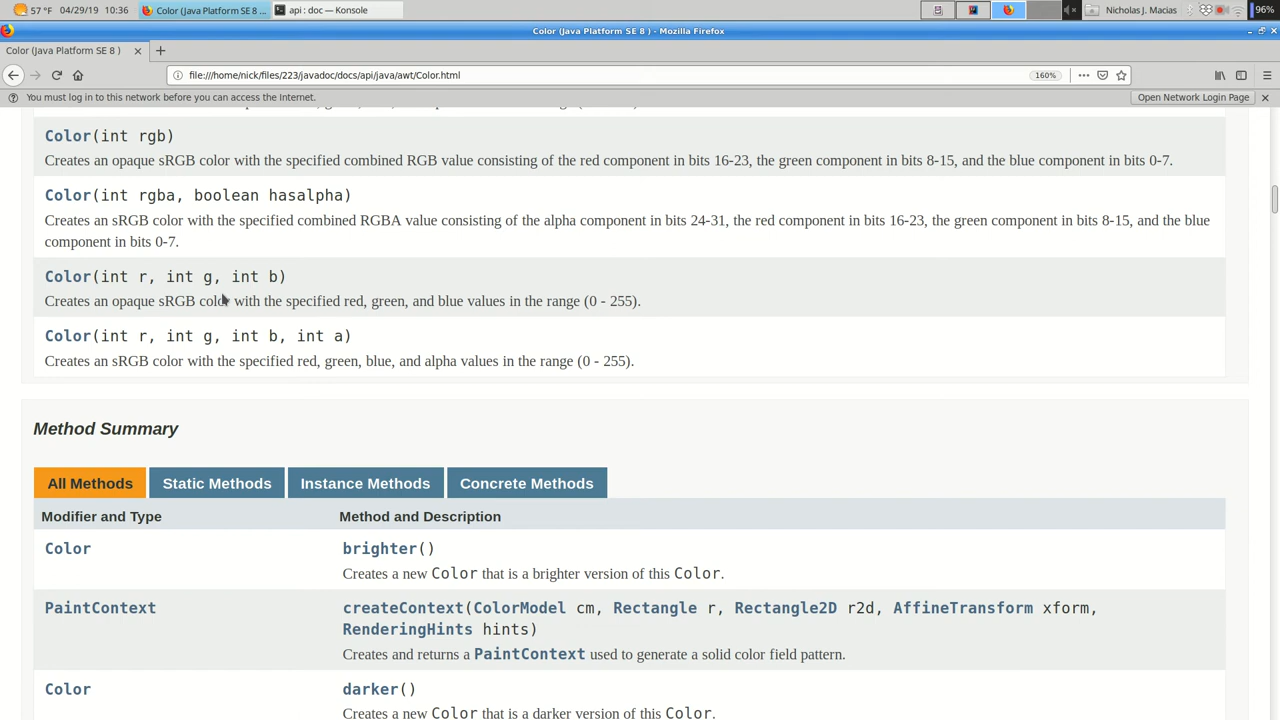 57 °F 04/29/19 10:36 Color (Java Platform SE 8 ... api : doc — Konsole Nicholas J. Macias 96%
Color (Java Platform SE 8 ) - Mozilla Firefox
Color (Java Platform SE 8 )
file:///home/nick/files/223/javadoc/docs/api/java/awt/Color.html 160%
You must log in to this network before you can access the Internet. Open Network Login Page
Color(int rgb)
Creates an opaque sRGB color with the specified combined RGB value consisting of the red component in bits 16-23, the green component in bits 8-15, and the blue component in bits 0-7.
Color(int rgba, boolean hasalpha)
Creates an sRGB color with the specified combined RGBA value consisting of the alpha component in bits 24-31, the red component in bits 16-23, the green component in bits 8-15, and the blue
component in bits 0-7.
Color(int r, int g, int b)
Creates an opaque sRGB color with the specified red, green, and blue values in the range (0 - 255).
Color(int r, int g, int b, int a)
Creates an sRGB color with the specified red, green, blue, and alpha values in the range (0 - 255).
Method Summary
All Methods Static Methods Instance Methods Concrete Methods
Modifier and Type Method and Description
Color brighter()
Creates a new Color that is a brighter version of this Color.
PaintContext createContext(ColorModel cm, Rectangle r, Rectangle2D r2d, AffineTransform xform,
RenderingHints hints)
Creates and returns a PaintContext used to generate a solid color field pattern.
Color darker()
Creates a new Color that is a darker version of this Color.